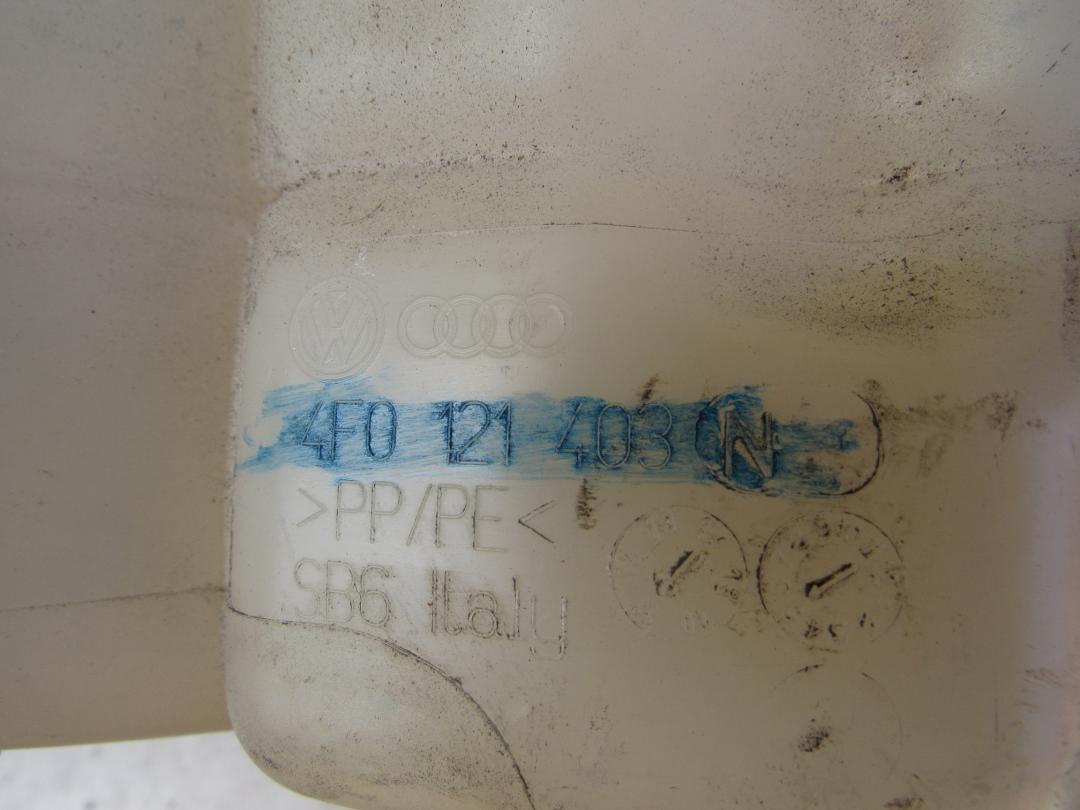 4F0 121 403 N
>PP/PE<
SB6 Italy